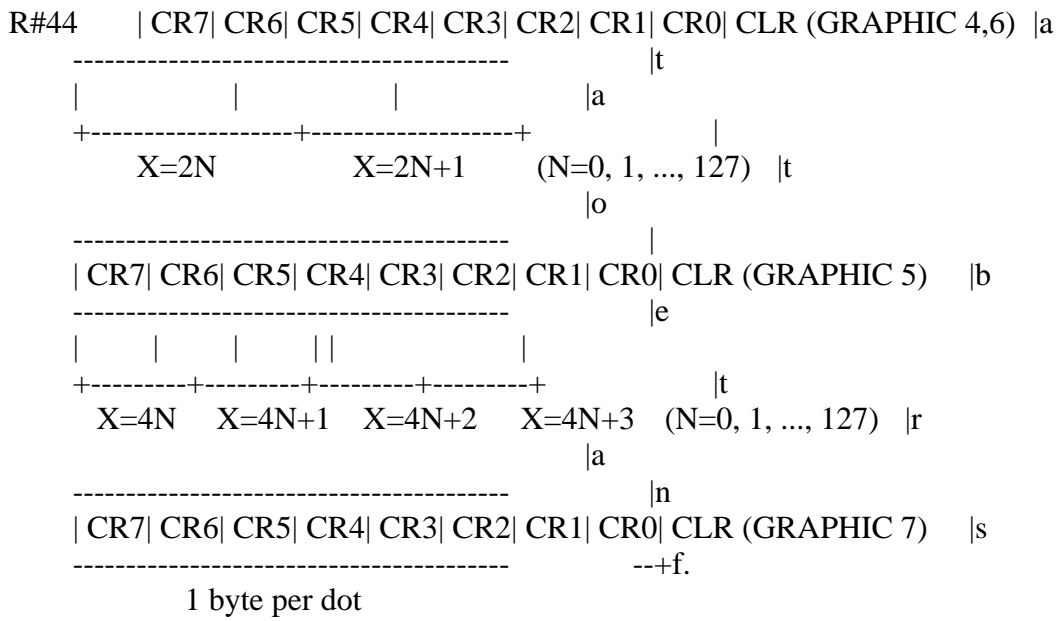 R#44 | CR7| CR6| CR5| CR4| CR3| CR2| CR1| CR0| CLR (GRAPHIC 4,6) |a
----------------------------------------- |t
| | | |a
+-------------------+-------------------+ |
X=2N X=2N+1 (N=0, 1, ..., 127) |t
|o
----------------------------------------- |
| CR7| CR6| CR5| CR4| CR3| CR2| CR1| CR0| CLR (GRAPHIC 5) |b
----------------------------------------- |e
| | | | | |
+---------+---------+---------+---------+ |t
X=4N X=4N+1 X=4N+2 X=4N+3 (N=0, 1, ..., 127) |r
|a
----------------------------------------- |n
| CR7| CR6| CR5| CR4| CR3| CR2| CR1| CR0| CLR (GRAPHIC 7) |s
----------------------------------------- --+f.
1 byte per dot